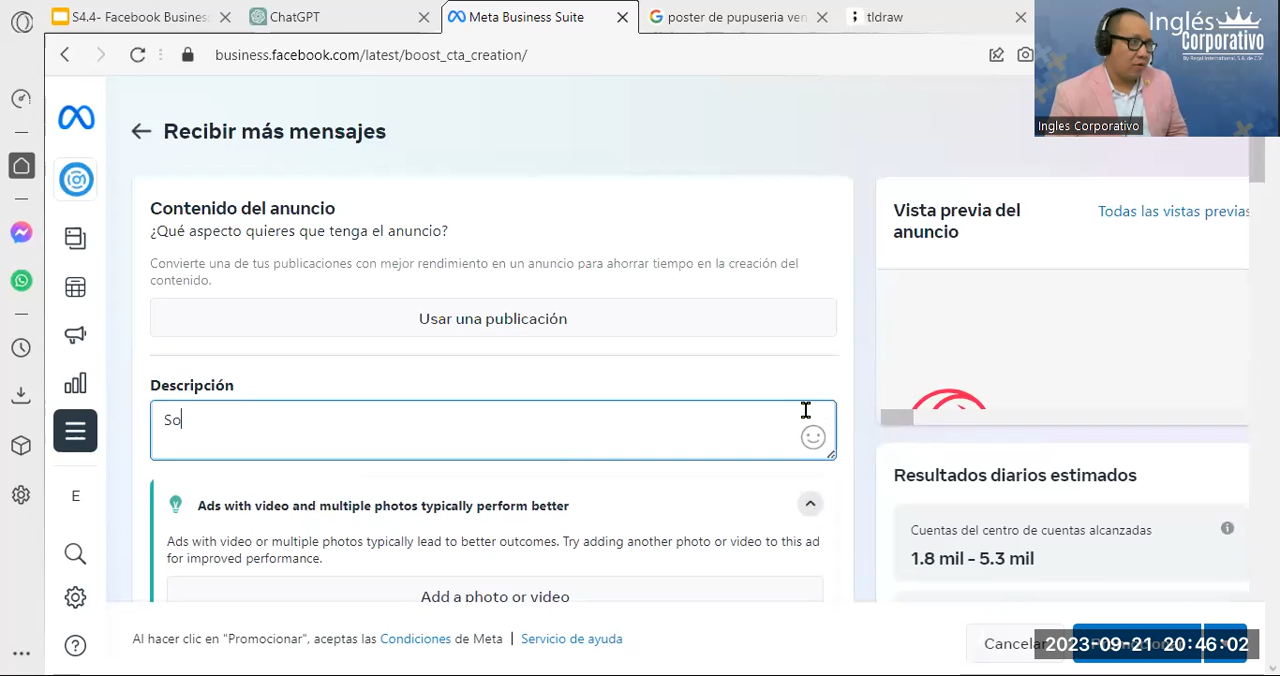 S4.4- Facebook Busines
ChatGPT
Meta Business Suite
poster de pupuseria ven
tldraw
business.facebook.com/latest/boost_cta_creation/
Inglés
Corporativo
By Regal International, S.A. de C.V.
Ingles Corporativo
Recibir más mensajes
Contenido del anuncio
¿Qué aspecto quieres que tenga el anuncio?
Convierte una de tus publicaciones con mejor rendimiento en un anuncio para ahorrar tiempo en la creación del
contenido.
Usar una publicación
Descripción
So
Ads with video and multiple photos typically perform better
Ads with video or multiple photos typically lead to better outcomes. Try adding another photo or video to this ad
for improved performance.
Add a photo or video
Vista previa del
anuncio
Todas las vistas previas
Resultados diarios estimados
Cuentas del centro de cuentas alcanzadas
1.8 mil - 5.3 mil
E
Al hacer clic en "Promocionar", aceptas las Condiciones de Meta | Servicio de ayuda
Cancelar
2023-09-21 20:46:02